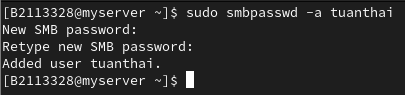 [B2113328@myserver ~]$ sudo smbpasswd -a tuanthai
New SMB password:
Retype new SMB password:
Added user tuanthai.
[B2113328@myserver ~]$